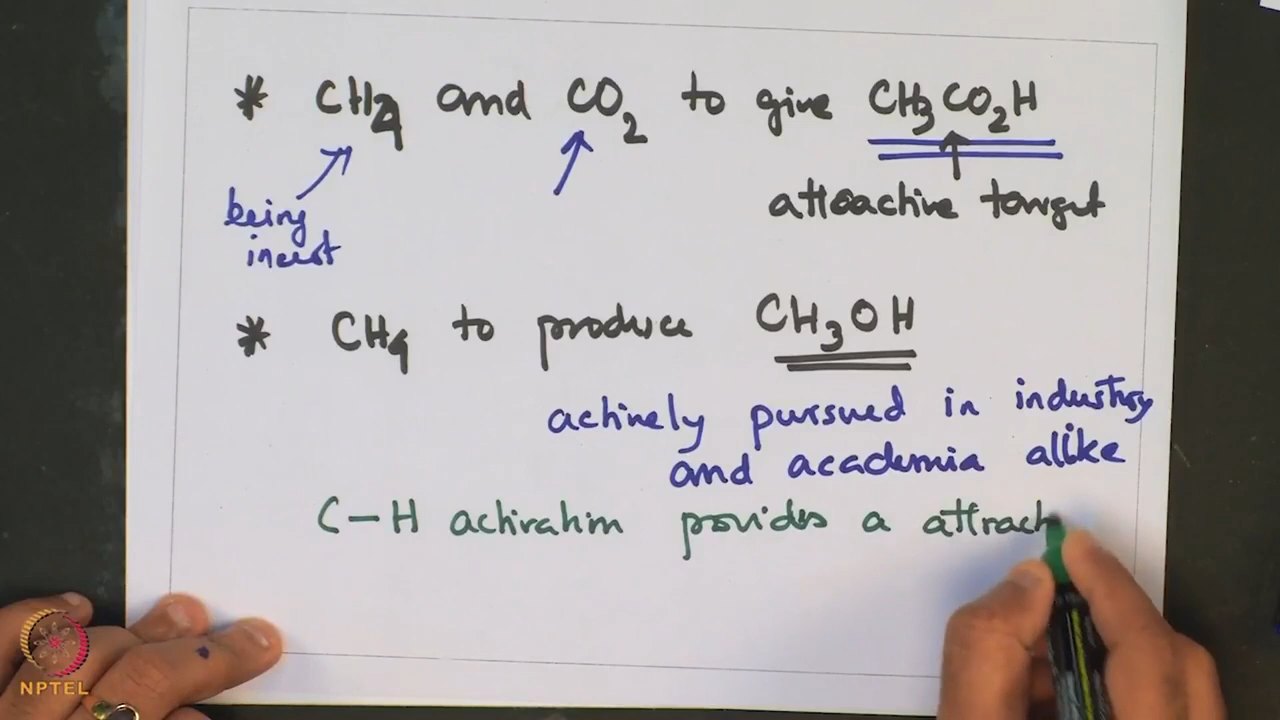 * CH4 and CO2 to give CH3CO2H
being inert
attractive target
* CH4 to produce CH3OH
actively pursued in industry
and academia alike
C-H activation provides a attrach
NPTEL